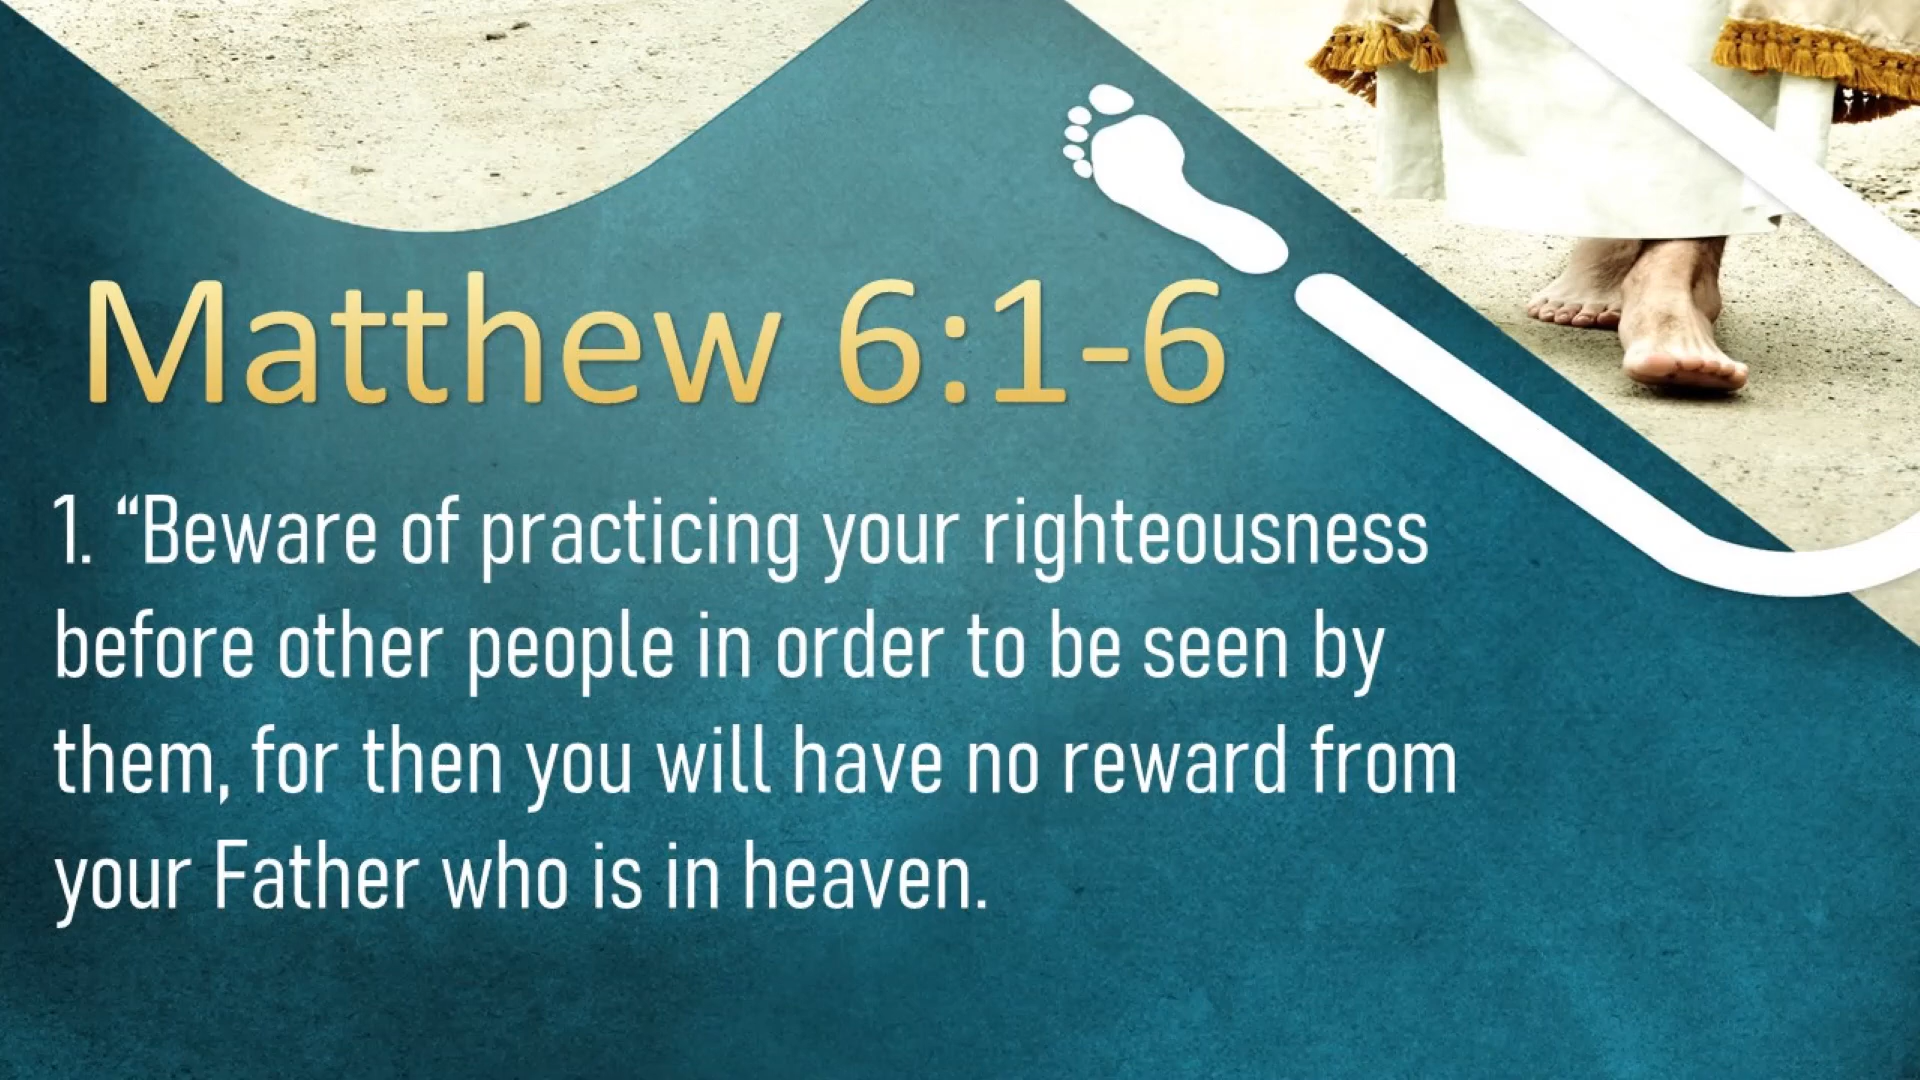 Matthew 6:1-6
1. “Beware of practicing your righteousness
before other people in order to be seen by
them, for then you will have no reward from
your Father who is in heaven.